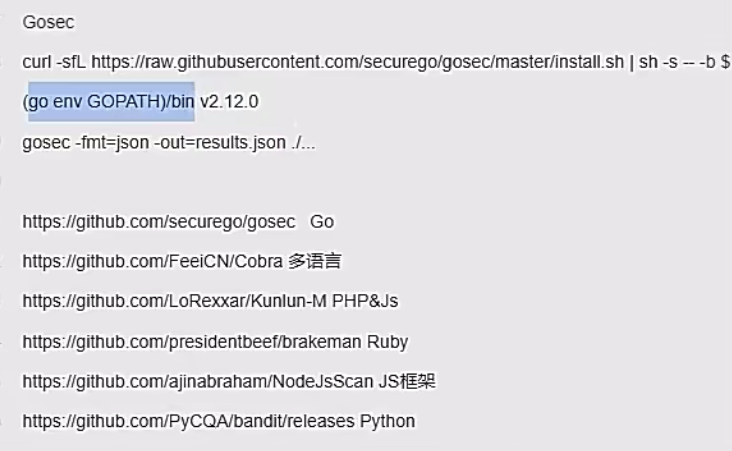 Gosec
curl -sfL https://raw.githubusercontent.com/securego/gosec/master/install.sh | sh -s -- -b $
(go env GOPATH)/bin v2.12.0
gosec -fmt=json -out=results.json ./...
https://github.com/securego/gosec Go
https://github.com/FeeiCN/Cobra 多语言
https://github.com/LoRexxar/Kunlun-M PHP&Js
https://github.com/presidentbeef/brakeman Ruby
https://github.com/ajinabraham/NodeJsScan JS框架
https://github.com/PyCQA/bandit/releases Python